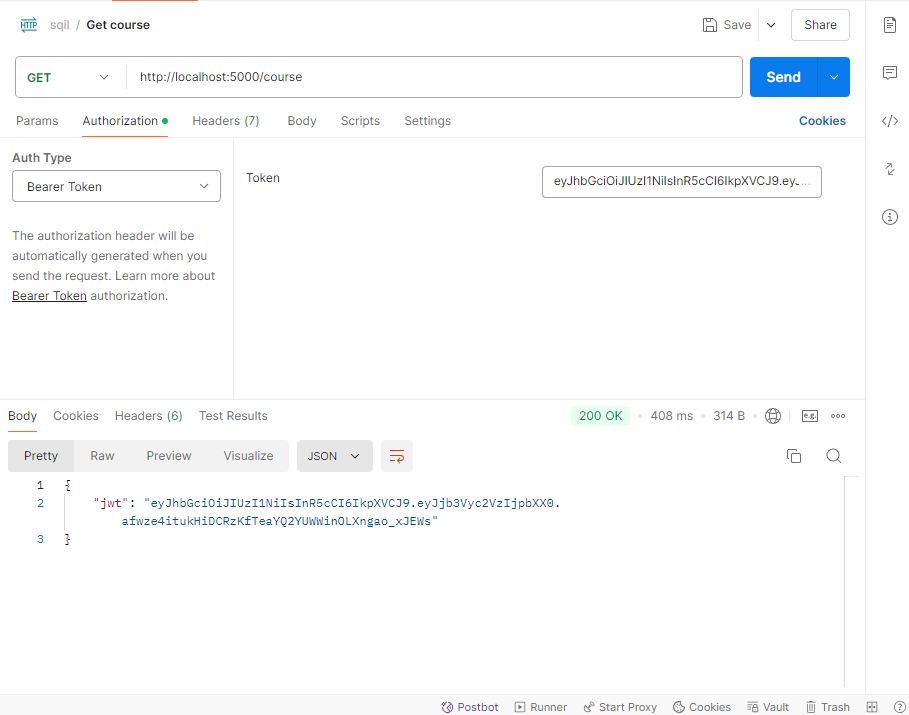 HTTP sqil / Get course Save Share
GET http://localhost:5000/course Send
Params Authorization Headers (7) Body Scripts Settings Cookies
Auth Type
Bearer Token
Token eyJhbGciOiJIUzI1NiIsInR5cCI6IkpXVCJ9.ey...
The authorization header will be
automatically generated when you
send the request. Learn more about
Bearer Token authorization.
Body Cookies Headers (6) Test Results 200 OK 408 ms 314 B e.g.
Pretty Raw Preview Visualize JSON
1 {
2 "jwt": "eyJhbGciOiJIUzI1NiIsInR5cCI6IkpXVCJ9.eyJjb3Vyc2VzIjpbXX0.
afwze4itukHiDCRzKfTeaYQ2YUWWinOLXngao_xJEWs"
3 }
Postbot Runner Start Proxy Cookies Vault Trash